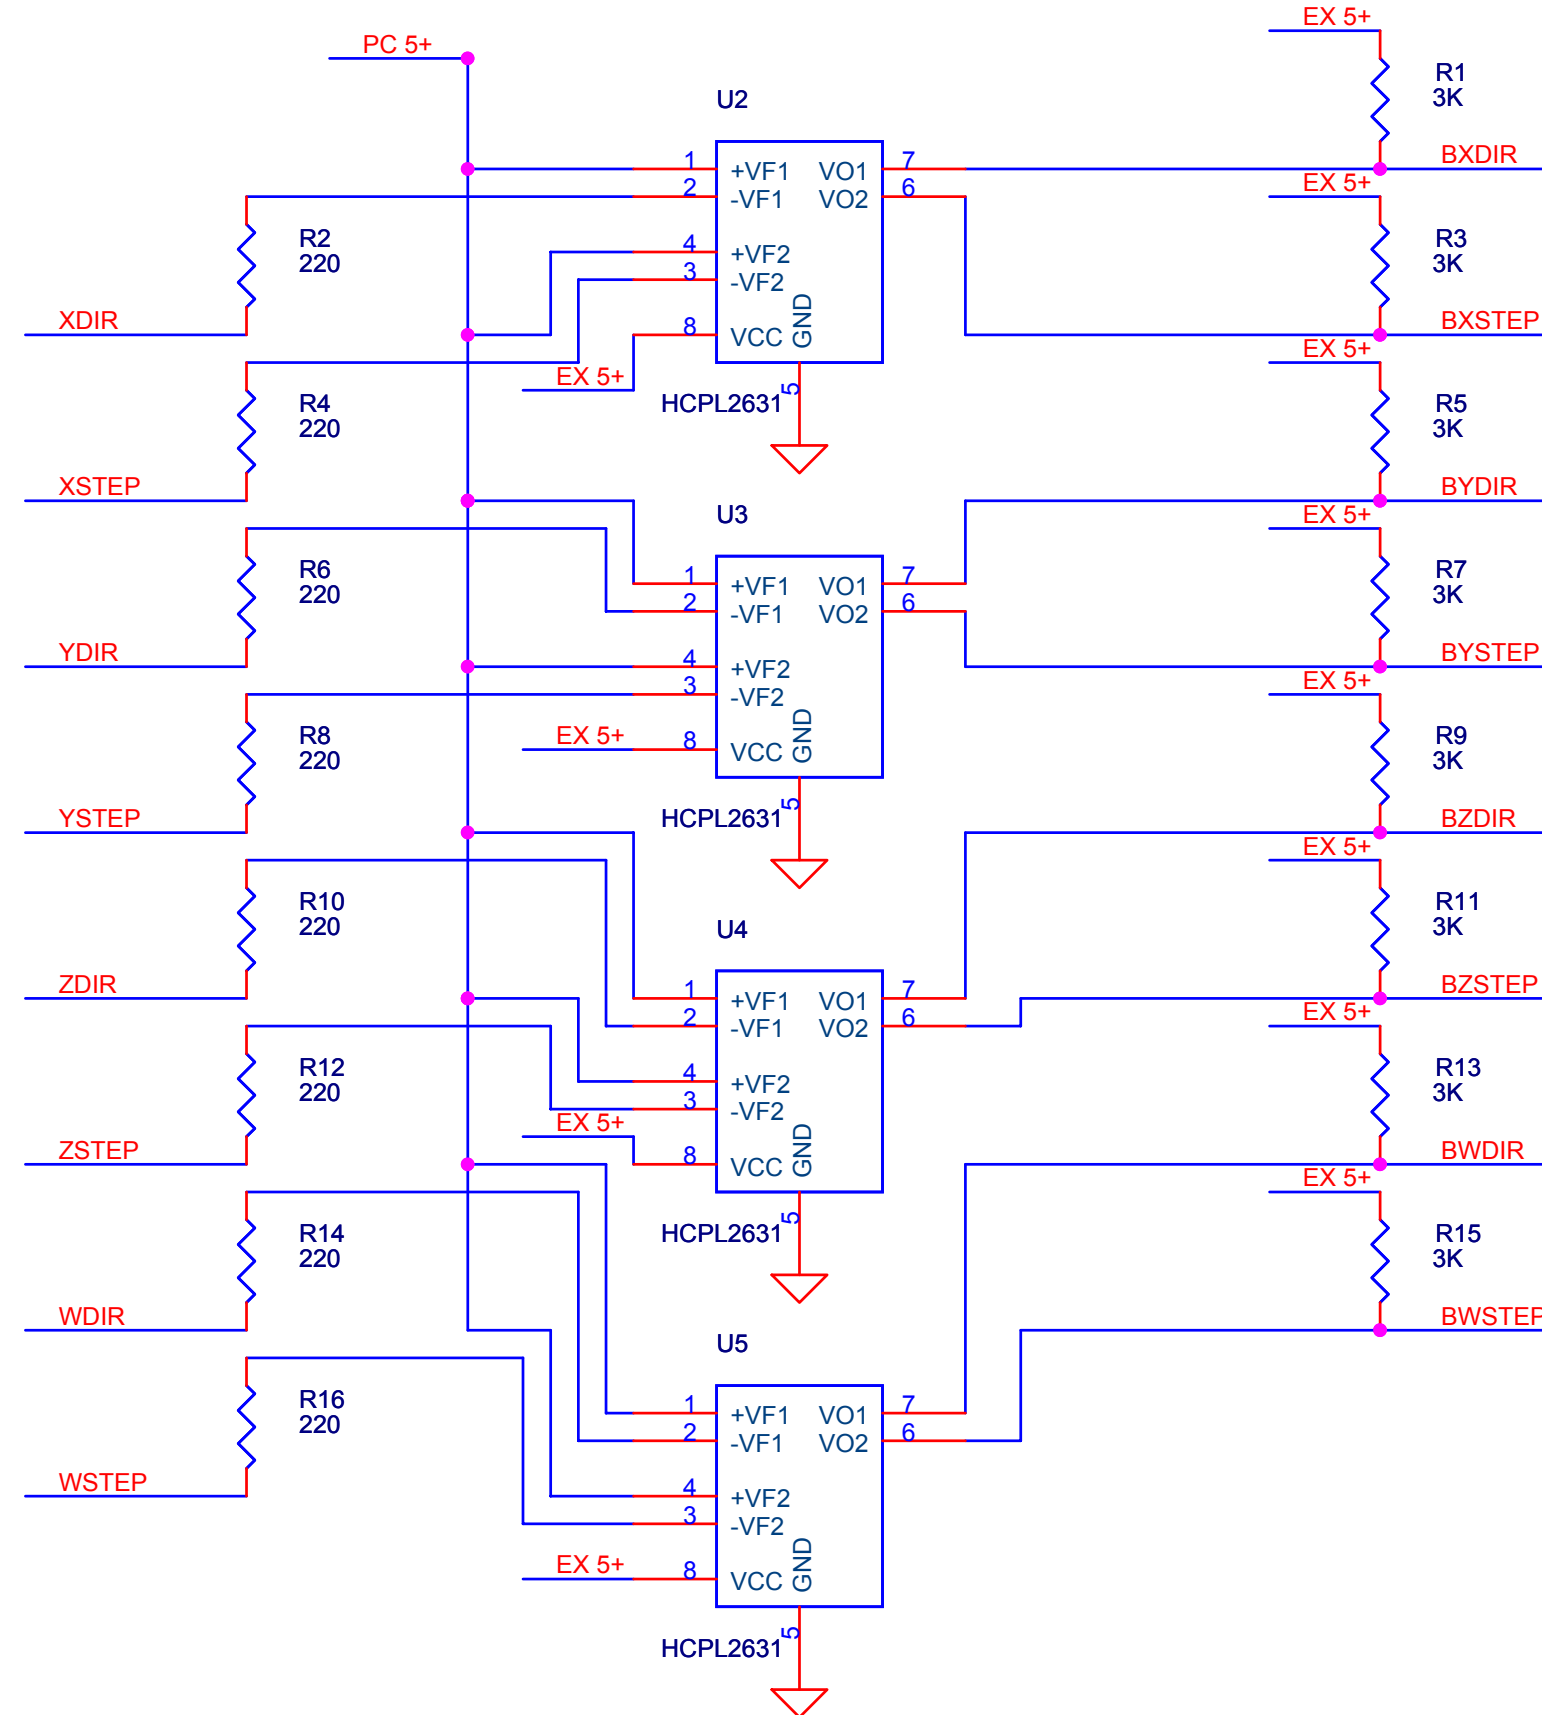 EX 5+
PC 5+
R1
3K
U2
BXDIR
1 +VF1 VO1 7
2 -VF1 VO2 6
EX 5+
R2
220
R3
3K
4 +VF2
3 -VF2
GND
XDIR
8 VCC
BXSTEP
EX 5+
EX 5+
HCPL2631
5
R4
220
R5
3K
XSTEP
BYDIR
U3
EX 5+
R6
220
R7
3K
1 +VF1 VO1 7
2 -VF1 VO2 6
YDIR
BYSTEP
4 +VF2
3 -VF2
EX 5+
GND
R8
220
R9
3K
EX 5+
8 VCC
HCPL2631
5
YSTEP
BZDIR
EX 5+
R10
220
R11
3K
U4
ZDIR
BZSTEP
1 +VF1 VO1 7
2 -VF1 VO2 6
EX 5+
R12
220
R13
3K
4 +VF2
3 -VF2
EX 5+
GND
ZSTEP
8 VCC
BWDIR
EX 5+
HCPL2631
5
R14
220
R15
3K
WDIR
BWSTEP
U5
R16
220
1 +VF1 VO1 7
2 -VF1 VO2 6
WSTEP
4 +VF2
3 -VF2
GND
EX 5+
8 VCC
HCPL2631
5